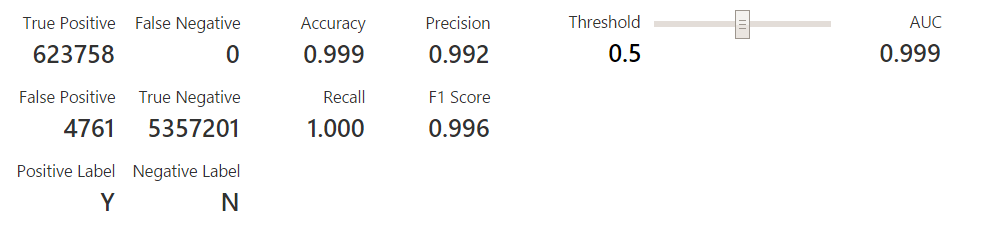 True Positive False Negative Accuracy Precision Threshold AUC
623758 0 0.999 0.992 0.5 0.999
False Positive True Negative Recall F1 Score
4761 5357201 1.000 0.996
Positive Label Negative Label
Y N